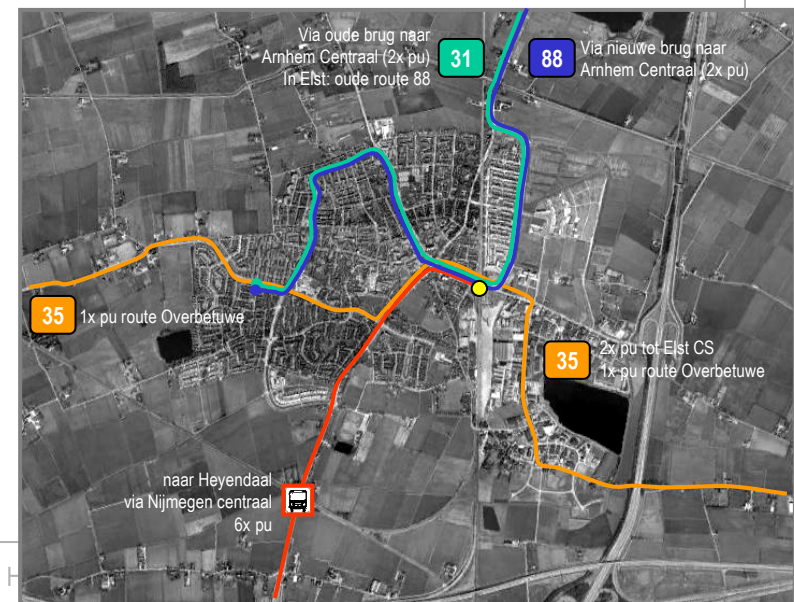 Via oude brug naar
Arnhem Centraal (2x pu)
In Elst: oude route 88
31
88
Via nieuwe brug naar
Arnhem Centraal (2x pu)
35
1x pu route Overbetuwe
35
2x pu tot Elst CS
1x pu route Overbetuwe
naar Heyendaal
via Nijmegen centraal
6x pu
H